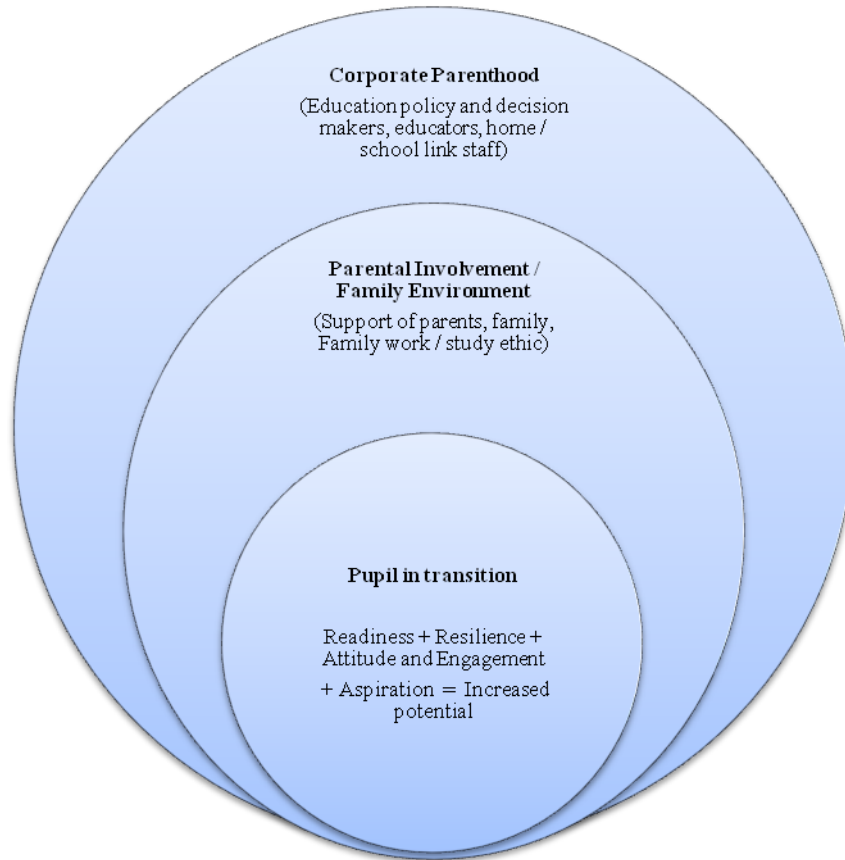 Corporate Parenthood
(Education policy and decision
makers, educators, home /
school link staff)
Parental Involvement /
Family Environment
(Support of parents, family,
Family work / study ethic)
Pupil in transition
Readiness + Resilience +
Attitude and Engagement
+ Aspiration = Increased
potential